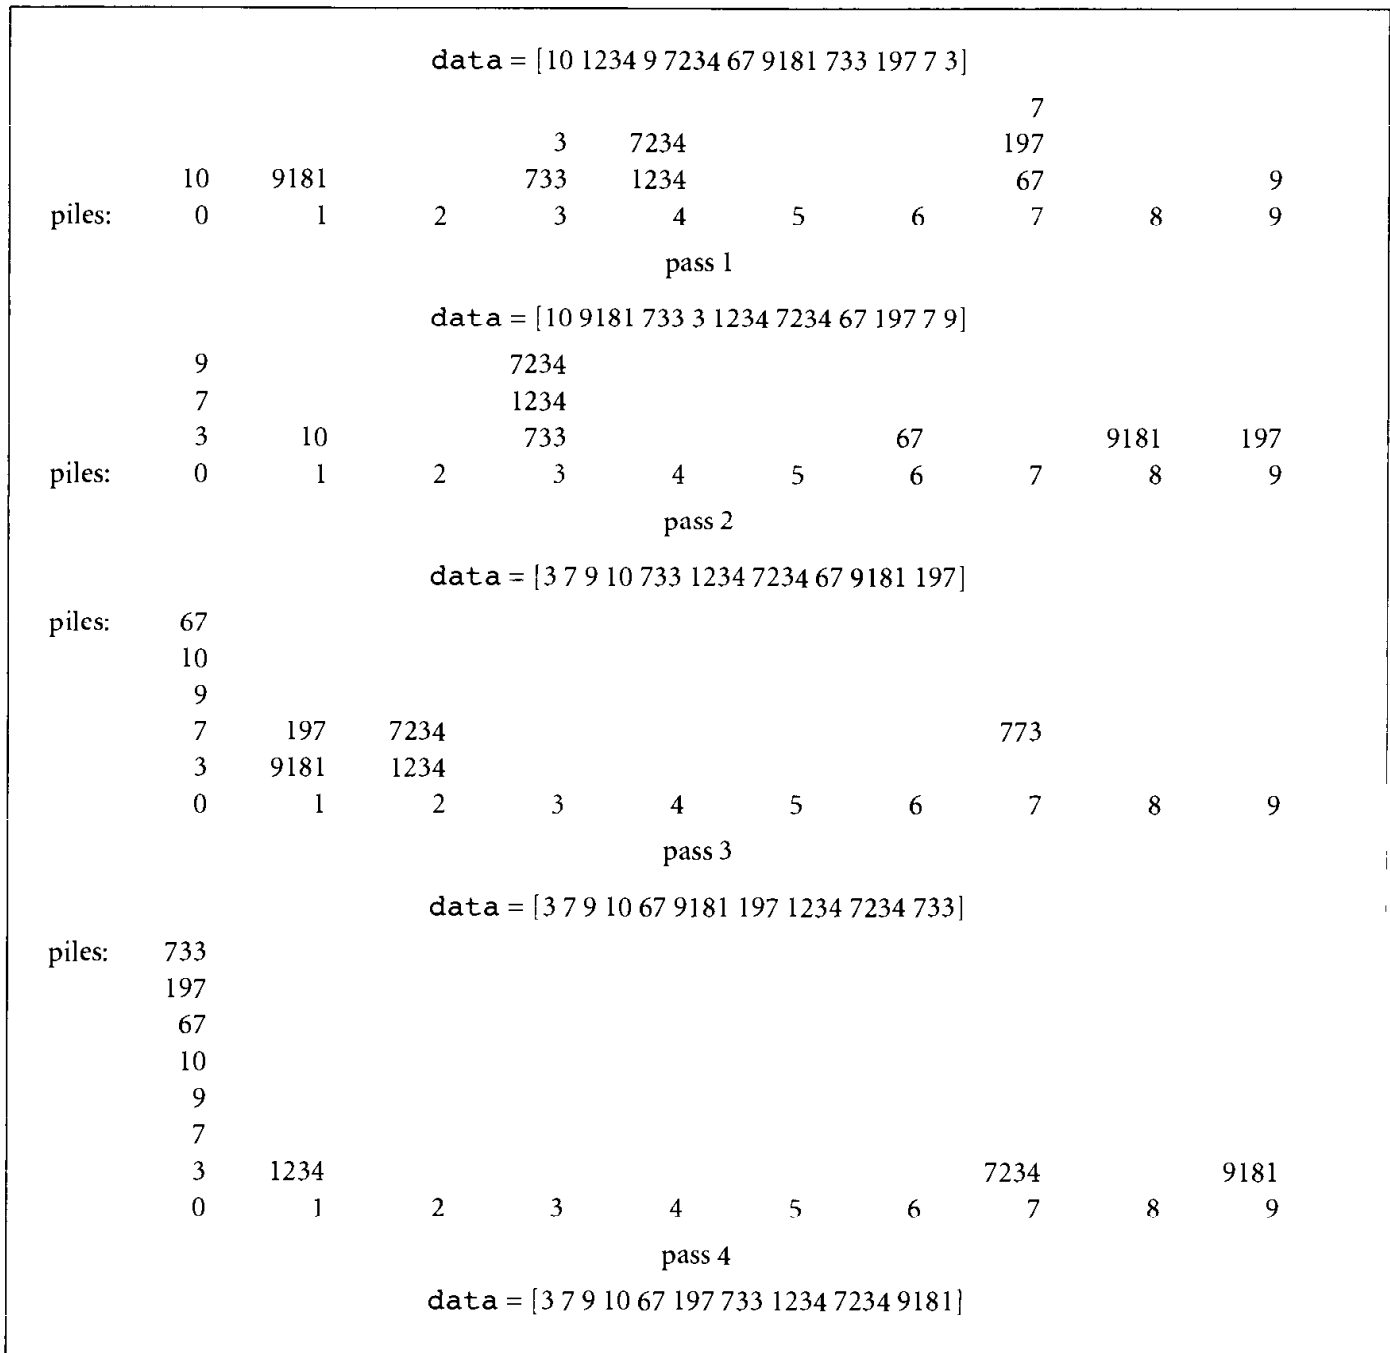 data = [10 1234 9 7234 67 9181 733 197 7 3]
7
3 7234 197
10 9181 733 1234 67 9
piles: 0 1 2 3 4 5 6 7 8 9
pass 1
data = [10 9181 733 3 1234 7234 67 197 7 9]
9 7234
7 1234
3 10 733 67 9181 197
piles: 0 1 2 3 4 5 6 7 8 9
pass 2
data = [3 7 9 10 733 1234 7234 67 9181 197]
piles: 67
10
9
7 197 7234 773
3 9181 1234
0 1 2 3 4 5 6 7 8 9
pass 3
data = [3 7 9 10 67 9181 197 1234 7234 733]
piles: 733
197
67
10
9
7
3 1234 7234 9181
0 1 2 3 4 5 6 7 8 9
pass 4
data = [3 7 9 10 67 197 733 1234 7234 9181]